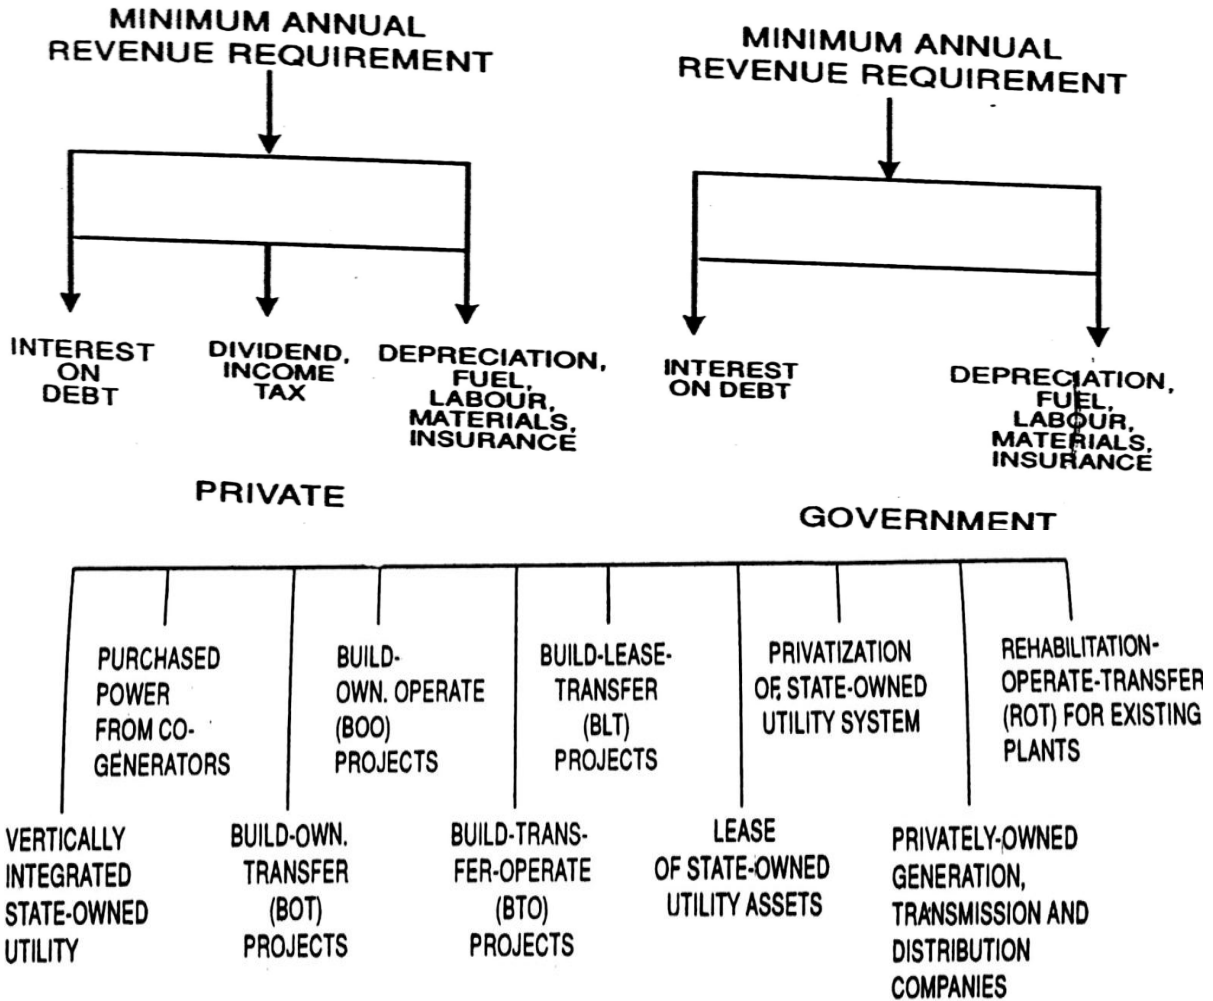 MINIMUM ANNUAL
REVENUE REQUIREMENT
INTEREST
ON
DEBT
DIVIDEND,
INCOME
TAX
DEPRECIATION,
FUEL,
LABOUR,
MATERIALS,
INSURANCE
PRIVATE
MINIMUM ANNUAL
REVENUE REQUIREMENT
INTEREST
ON DEBT
DEPRECIATION,
FUEL,
LABOUR,
MATERIALS,
INSURANCE
GOVERNMENT
PURCHASED
POWER
FROM CO-
GENERATORS
BUILD-
OWN. OPERATE
(BOO)
PROJECTS
BUILD-LEASE-
TRANSFER
(BLT)
PROJECTS
PRIVATIZATION
OF, STATE-OWNED
UTILITY SYSTEM
REHABILITATION-
OPERATE-TRANSFER
(ROT) FOR EXISTING
PLANTS
VERTICALLY
INTEGRATED
STATE-OWNED
UTILITY
BUILD-OWN.
TRANSFER
(BOT)
PROJECTS
BUILD-TRANS-
FER-OPERATE
(BTO)
PROJECTS
LEASE
OF STATE-OWNED
UTILITY ASSETS
PRIVATELY-OWNED
GENERATION,
TRANSMISSION AND
DISTRIBUTION
COMPANIES